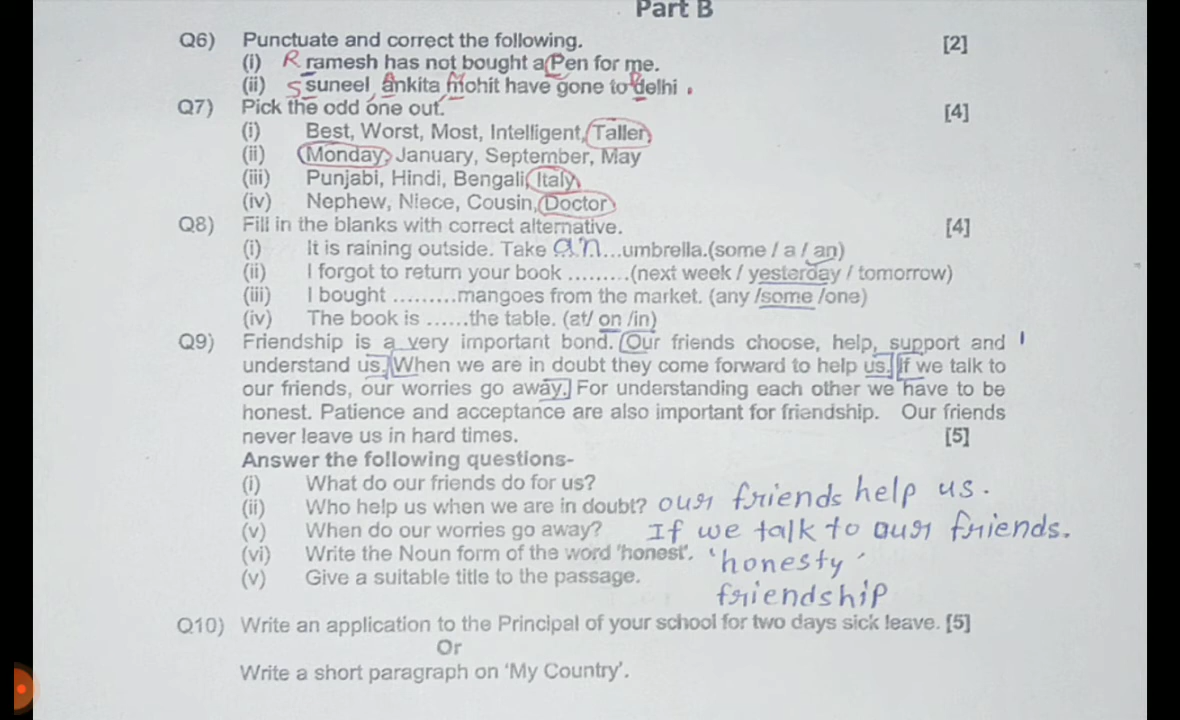 Part B
Q6) Punctuate and correct the following. [2]
(i) R ramesh has not bought a Pen for me.
(ii) S suneel, Ankita Mohit have gone to Delhi .
Q7) Pick the odd one out. [4]
(i) Best, Worst, Most, Intelligent, Taller
(ii) Monday, January, September, May
(iii) Punjabi, Hindi, Bengali, Italy
(iv) Nephew, Niece, Cousin, Doctor
Q8) Fill in the blanks with correct alternative. [4]
(i) It is raining outside. Take an...umbrella.(some / a / an)
(ii) I forgot to return your book .........(next week / yesterday / tomorrow)
(iii) I bought .........mangoes from the market. (any /some /one)
(iv) The book is ......the table. (at/ on /in)
Q9) Friendship is a very important bond. Our friends choose, help, support and
understand us. When we are in doubt they come forward to help us. If we talk to
our friends, our worries go away. For understanding each other we have to be
honest. Patience and acceptance are also important for friendship. Our friends
never leave us in hard times. [5]
Answer the following questions-
(i) What do our friends do for us?
(ii) Who help us when we are in doubt? our friends help us.
(v) When do our worries go away? If we talk to our friends.
(vi) Write the Noun form of the word 'honest'. 'honesty'
(v) Give a suitable title to the passage. friendship
Q10) Write an application to the Principal of your school for two days sick leave. [5]
Or
Write a short paragraph on 'My Country'.